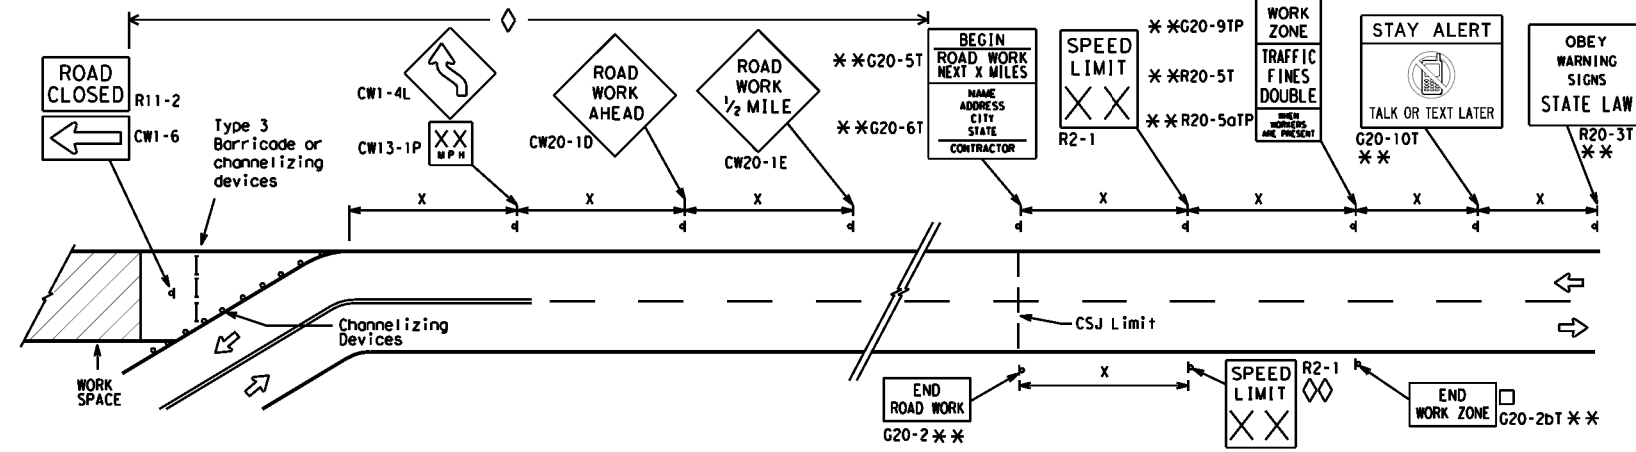 ROAD
CLOSED
R11-2
CW1-6
Type 3
Barricade or
channelizing
devices
CW1-4L
XX
MPH
CW13-1P
ROAD
WORK
AHEAD
CW20-1D
ROAD
WORK
1/2 MILE
CW20-1E
**G20-5T
**G20-6T
BEGIN
ROAD WORK
NEXT X MILES
NAME
ADDRESS
CITY
STATE
CONTRACTOR
SPEED
LIMIT
XX
R2-1
**G20-9TP
**R20-5T
**R20-5aTP
WORK
ZONE
TRAFFIC
FINES
DOUBLE
WHEN
WORKERS
ARE PRESENT
STAY ALERT
TALK OR TEXT LATER
G20-10T
**
OBEY
WARNING
SIGNS
STATE LAW
R20-3T
**
X
X
X
X
X
X
X
Channelizing
Devices
CSJ Limit
WORK
SPACE
END
ROAD WORK
G20-2**
X
SPEED
LIMIT
XX
R2-1
END
WORK ZONE
G20-2bT **